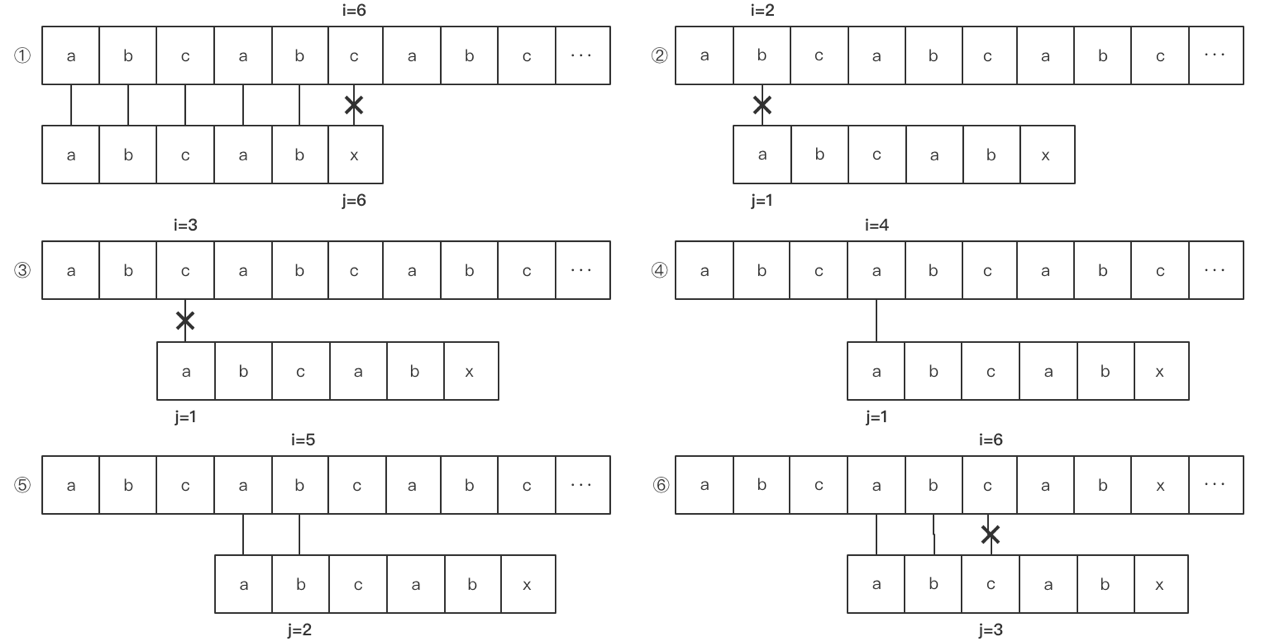 i=6
① a b c a b c a b c ...
a b c a b x
j=6
i=2
② a b c a b c a b c ...
a b c a b x
j=1
i=3
③ a b c a b c a b c ...
a b c a b x
j=1
i=4
④ a b c a b c a b c ...
a b c a b x
j=1
i=5
⑤ a b c a b c a b c ...
a b c a b x
j=2
i=6
⑥ a b c a b c a b x ...
a b c a b x
j=3